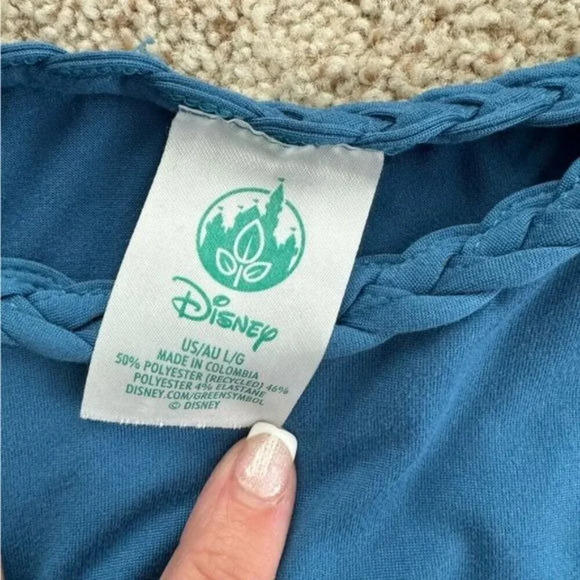 Disney
US/AU L/G
MADE IN COLOMBIA
50% POLYESTER (RECYCLED) 46%
POLYESTER 4% ELASTANE
DISNEY.COM/GREENSYMBOL
© DISNEY